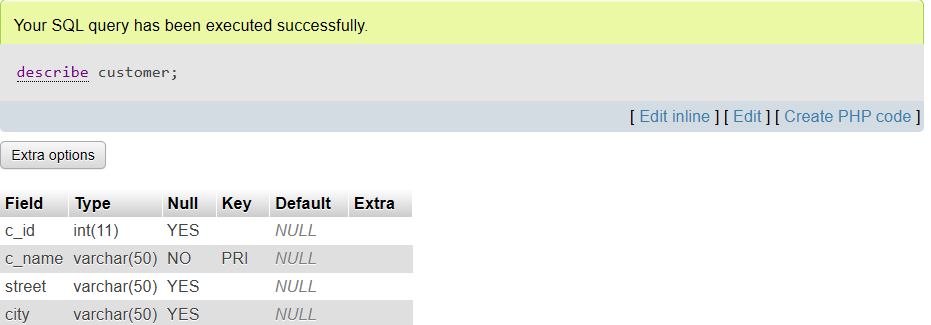 Your SQL query has been executed successfully.
describe customer;
[ Edit inline ] [ Edit ] [ Create PHP code ]
Extra options
Field Type Null Key Default Extra
c_id int(11) YES NULL
c_name varchar(50) NO PRI NULL
street varchar(50) YES NULL
city varchar(50) YES NULL